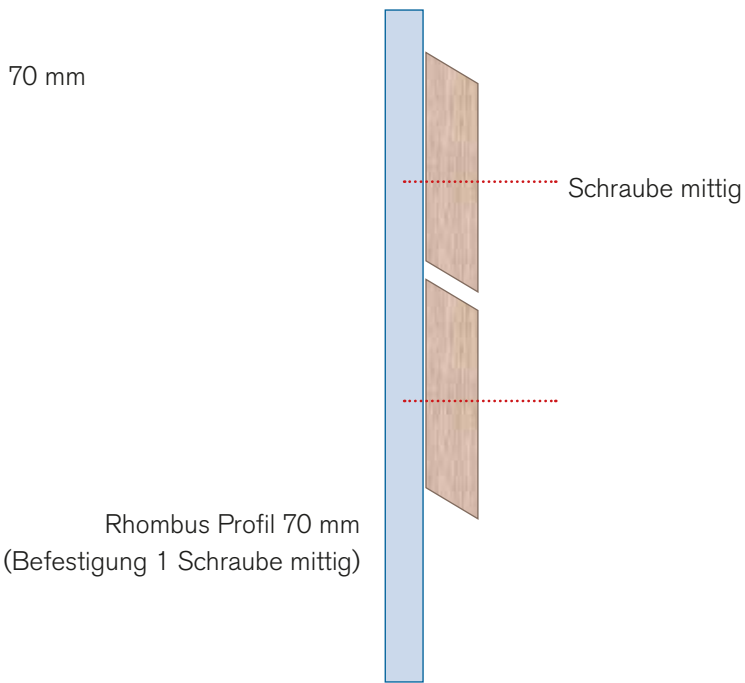 70 mm
Schraube mittig
Rhombus Profil 70 mm
(Befestigung 1 Schraube mittig)